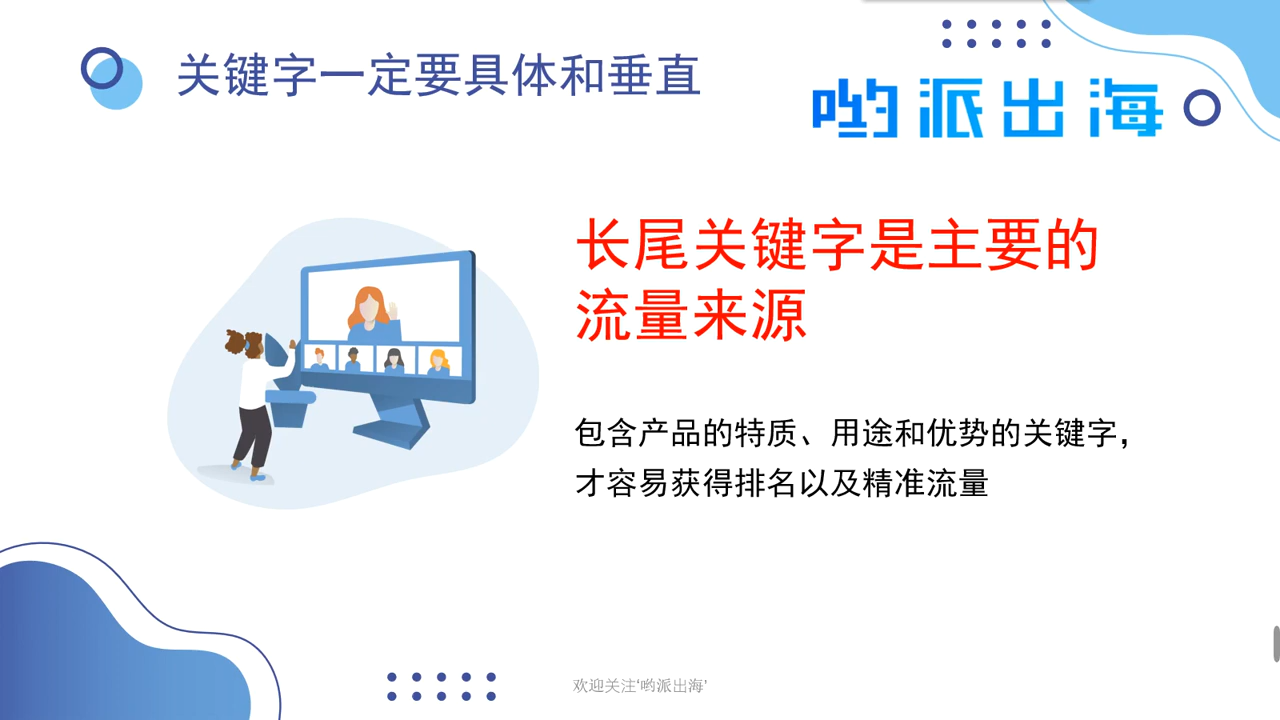 关键字一定要具体和垂直
哟派出海
长尾关键字是主要的
流量来源
包含产品的特质、用途和优势的关键字，
才容易获得排名以及精准流量
欢迎关注‘哟派出海’